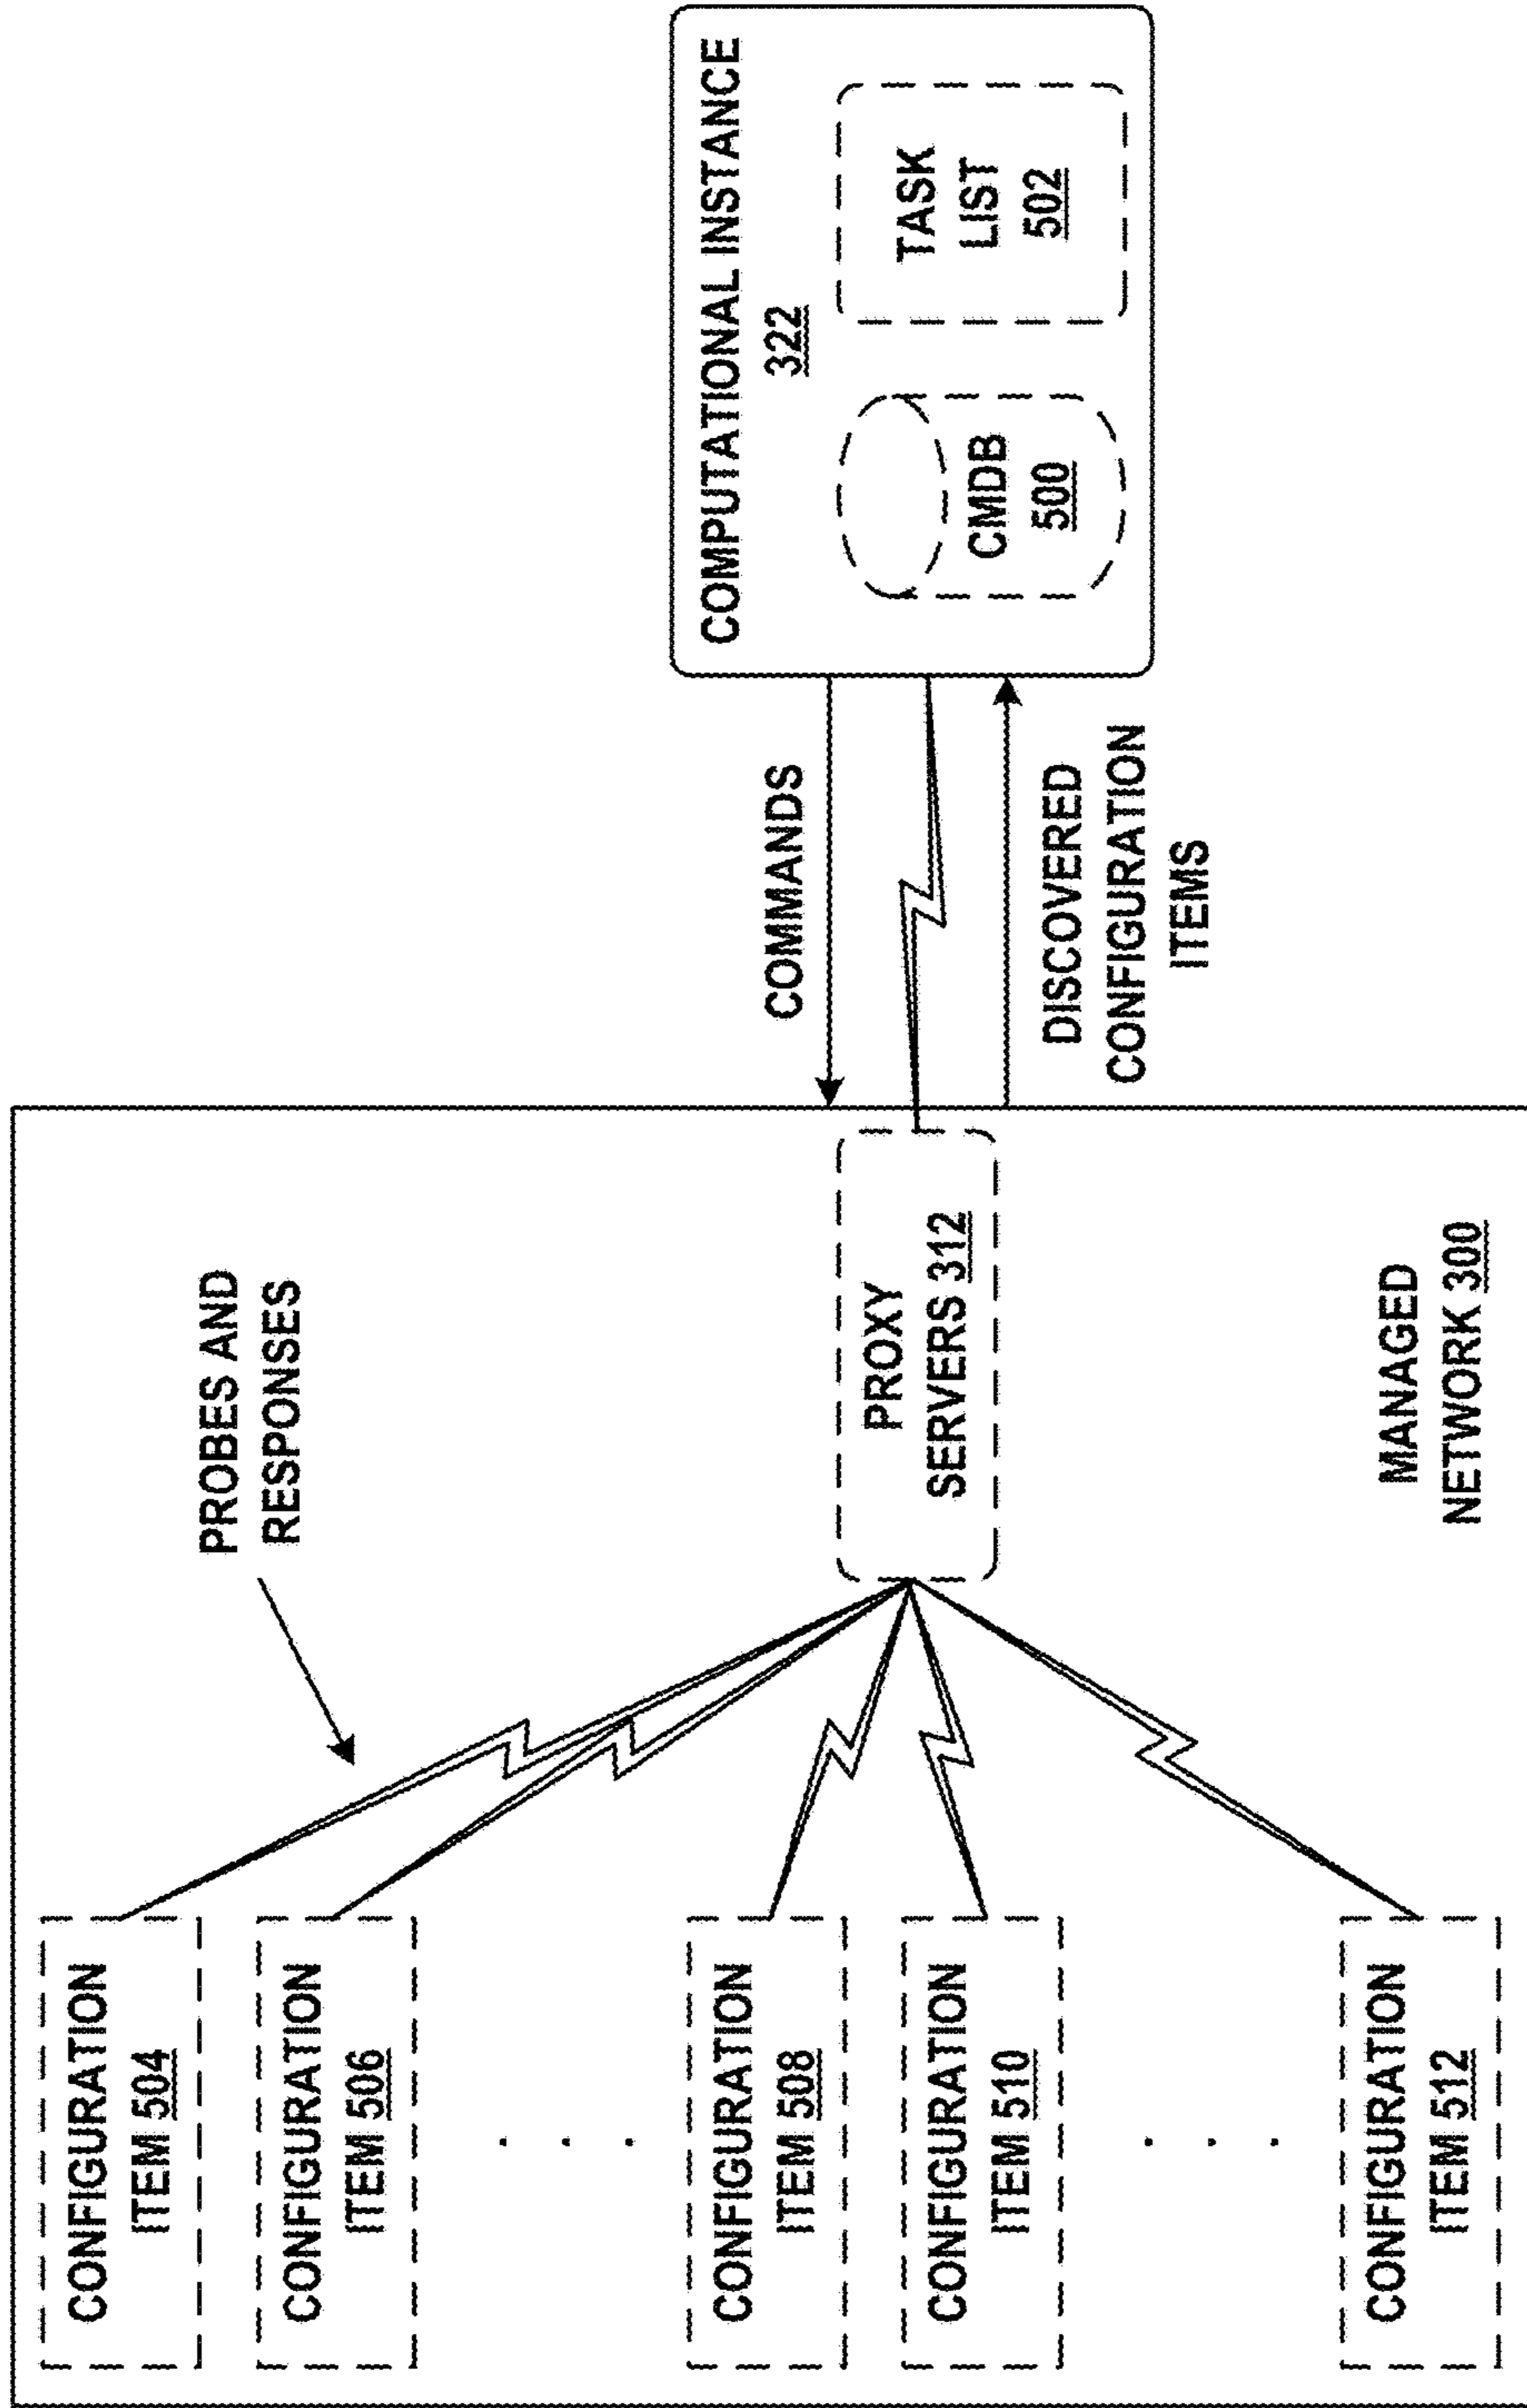 CONFIGURATION
ITEM 504
CONFIGURATION
ITEM 506
. . .
CONFIGURATION
ITEM 508
CONFIGURATION
ITEM 510
. . .
CONFIGURATION
ITEM 512
PROBES AND
RESPONSES
PROXY
SERVERS 312
MANAGED
NETWORK 300
COMMANDS
DISCOVERED
CONFIGURATION
ITEMS
COMPUTATIONAL INSTANCE
322
CMDB
500
TASK
LIST
502